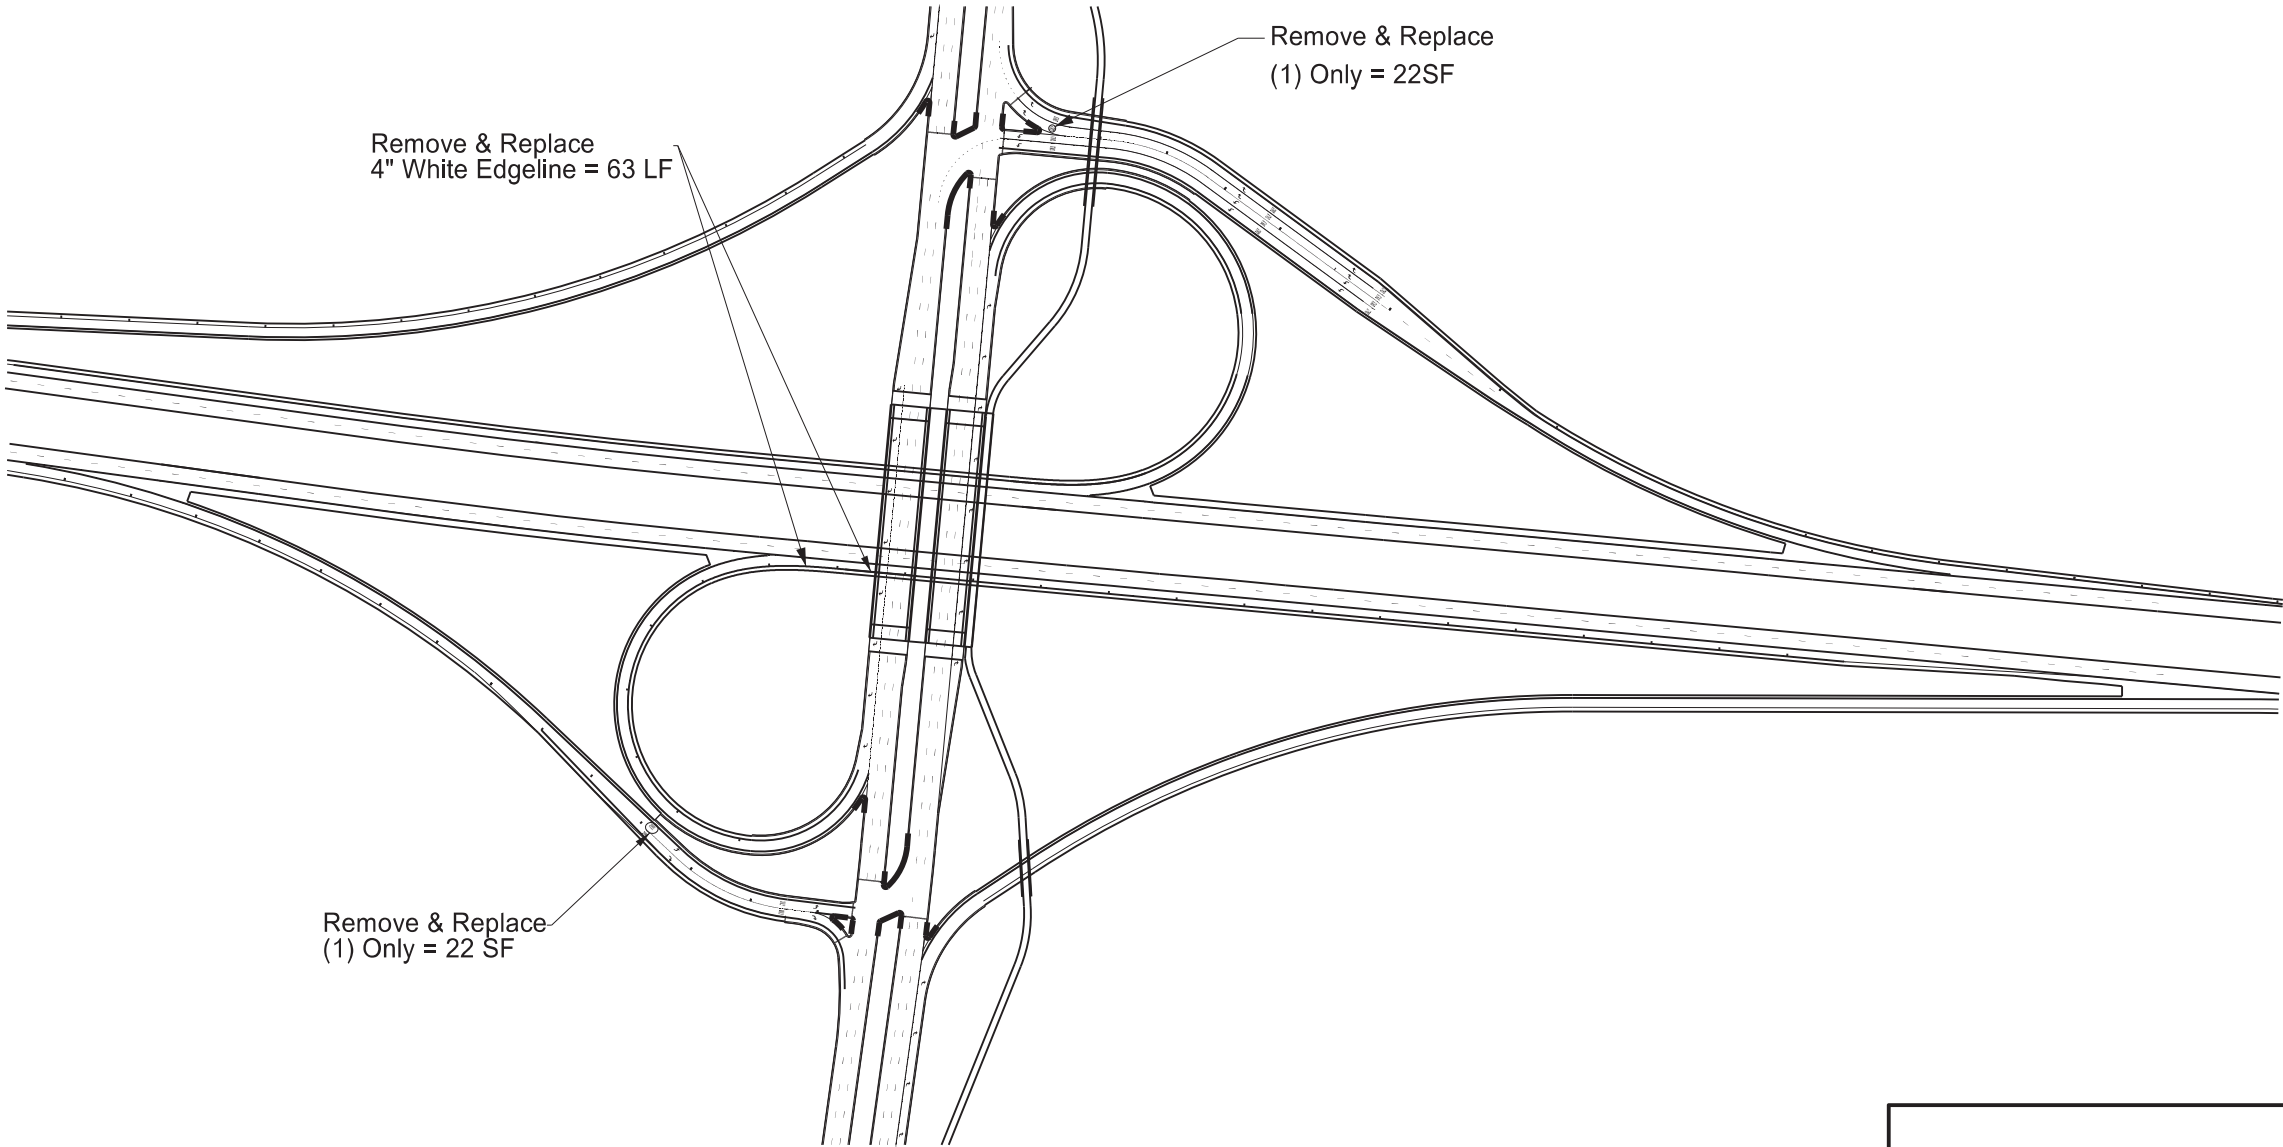 Remove & Replace
(1) Only = 22SF
Remove & Replace
4" White Edgeline = 63 LF
Remove & Replace
(1) Only = 22 SF